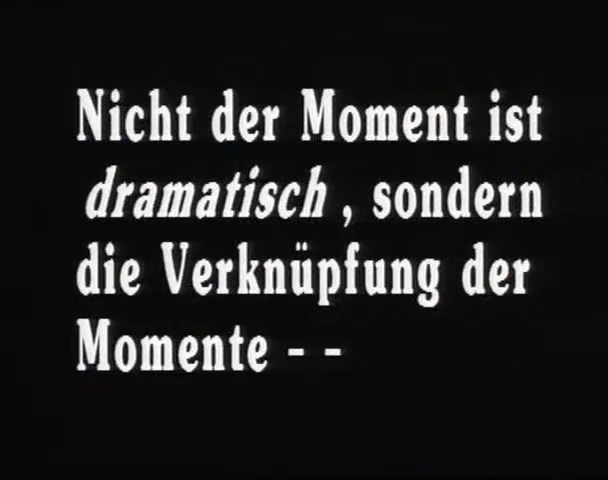 Nicht der Moment ist
dramatisch, sondern
die Verknüpfung der
Momente - -